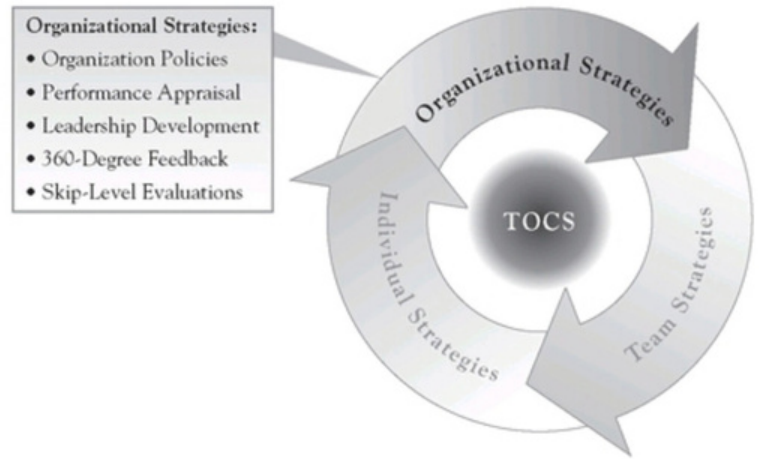 Organizational Strategies:
• Organization Policies
• Performance Appraisal
• Leadership Development
• 360-Degree Feedback
• Skip-Level Evaluations
Organizational Strategies
TOCS
Individual Strategies
Team Strategies